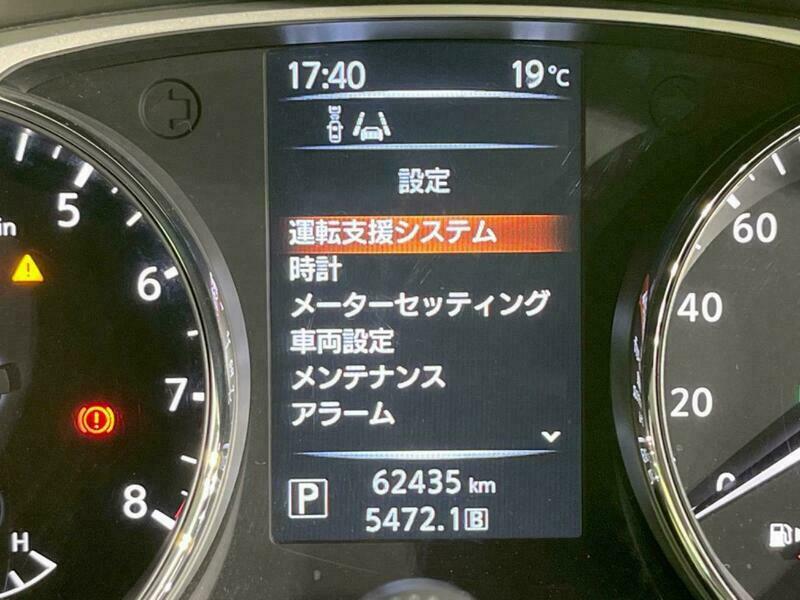 17:40 19°C
設定
運転支援システム
時計
メーターセッティング
車両設定
メンテナンス
アラーム
P 62435 km
5472.1 B
5
6
7
8
H
60
40
20
0